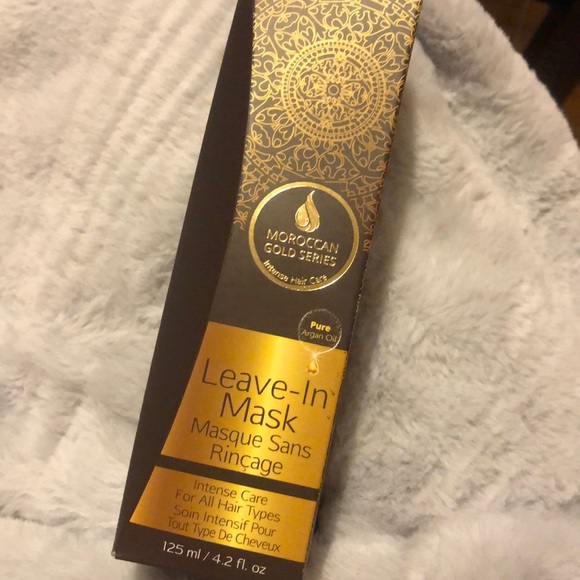 MOROCCAN
GOLD SERIES
Intense Hair Care
Pure
Argan Oil
Leave-In
Mask
Masque Sans
Rinçage
Intense Care
For All Hair Types
Soin Intensif Pour
Tout Type De Cheveux
125 ml / 4.2 fl. oz